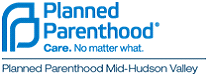 Planned
Parenthood®
Care. No matter what.
Planned Parenthood Mid-Hudson Valley